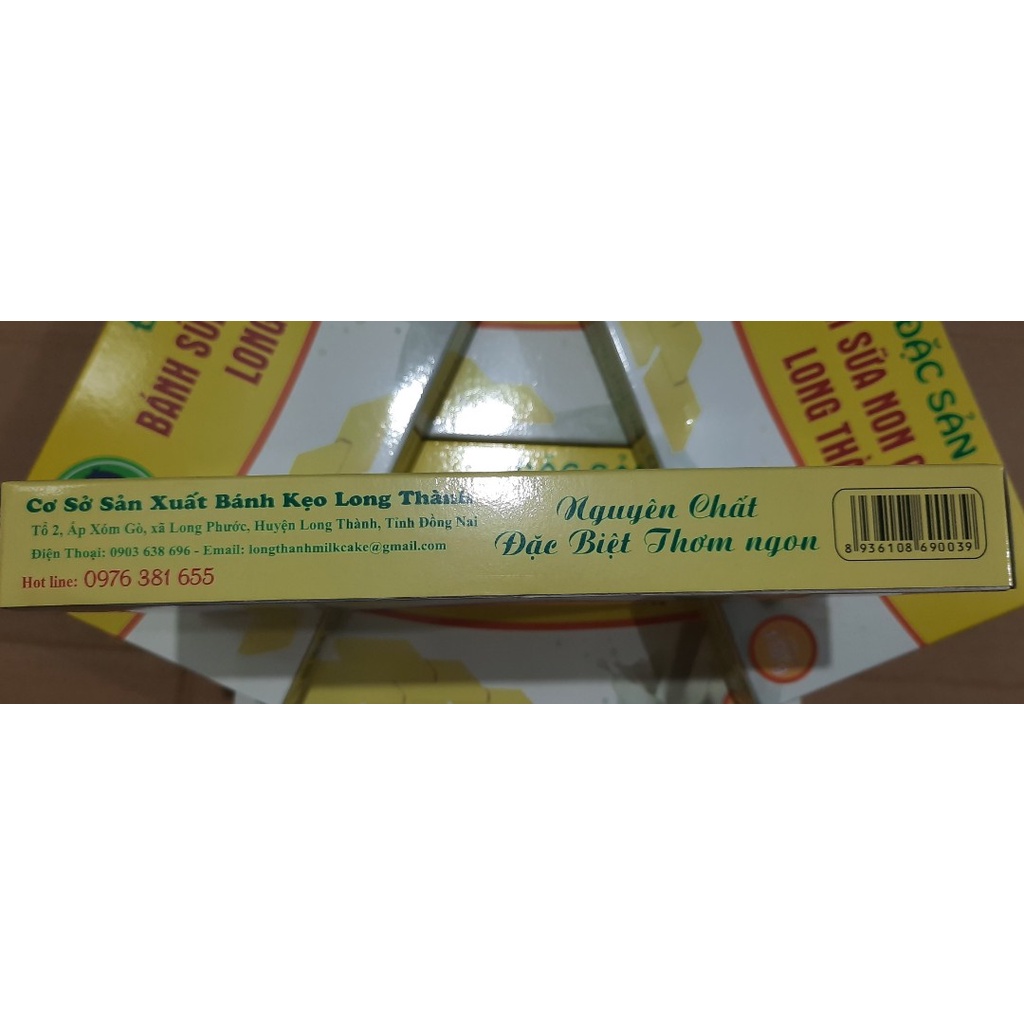 BÁNH SỮ
LONG
ĐẶC SẢN
SỮA NON
LONG THÀ
Cơ Sở Sản Xuất Bánh Kẹo Long Thành
Tổ 2, Ấp Xóm Gò, xã Long Phước, Huyện Long Thành, Tỉnh Đồng Nai
Điện Thoại: 0903 638 696 - Email: longthanhmilkcake@gmail.com
Hot line: 0976 381 655
Nguyên Chất
Đặc Biệt Thơm ngon
8 936108 690039